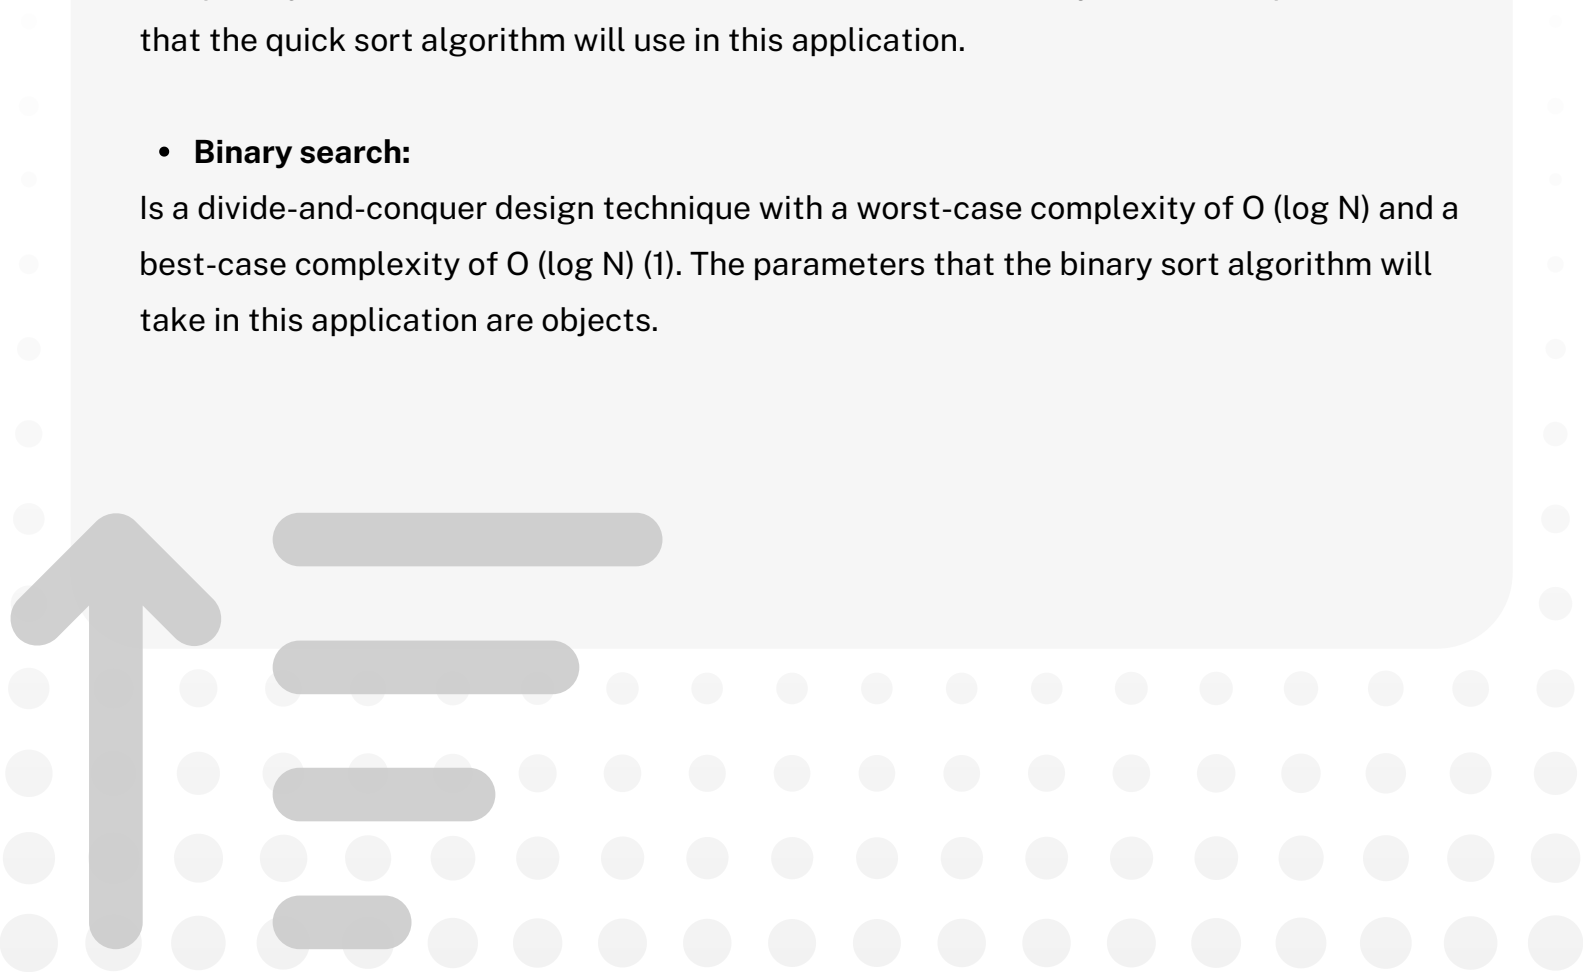 that the quick sort algorithm will use in this application.
• Binary search:
Is a divide-and-conquer design technique with a worst-case complexity of O (log N) and a
best-case complexity of O (log N) (1). The parameters that the binary sort algorithm will
take in this application are objects.